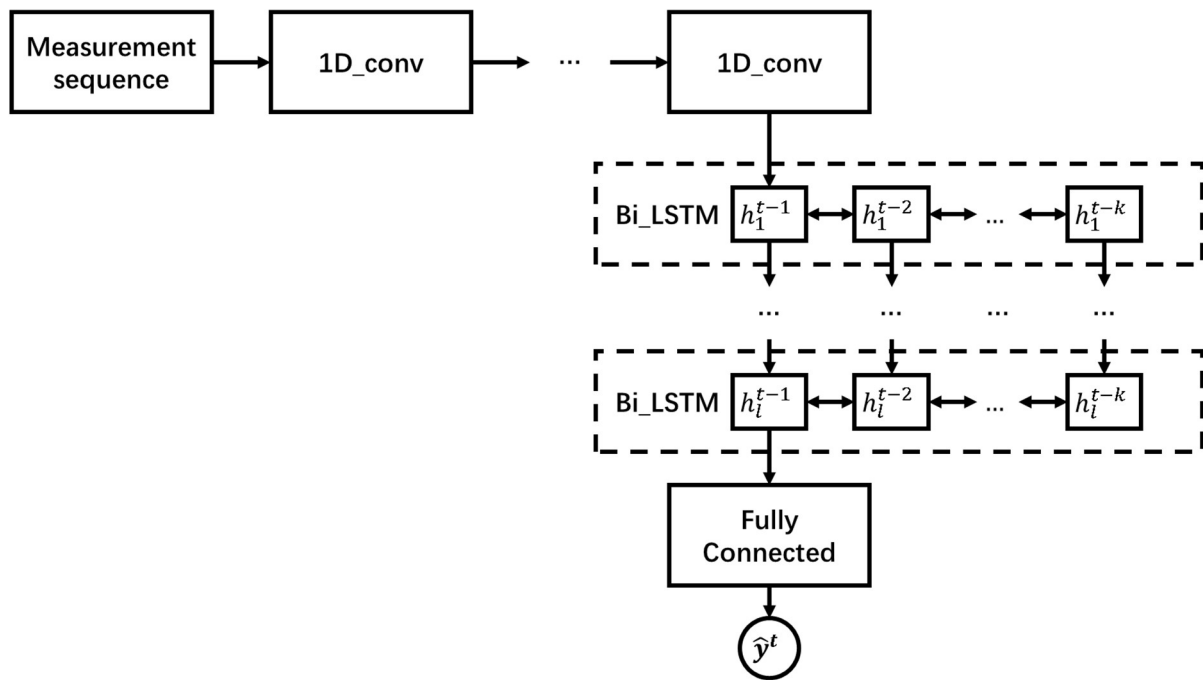 Measurement
sequence
1D_conv
...
1D_conv
Bi_LSTM
h_1^{t-1}
h_1^{t-2}
...
h_1^{t-k}
...
...
...
...
Bi_LSTM
h_l^{t-1}
h_l^{t-2}
...
h_l^{t-k}
Fully
Connected
ŷ^t